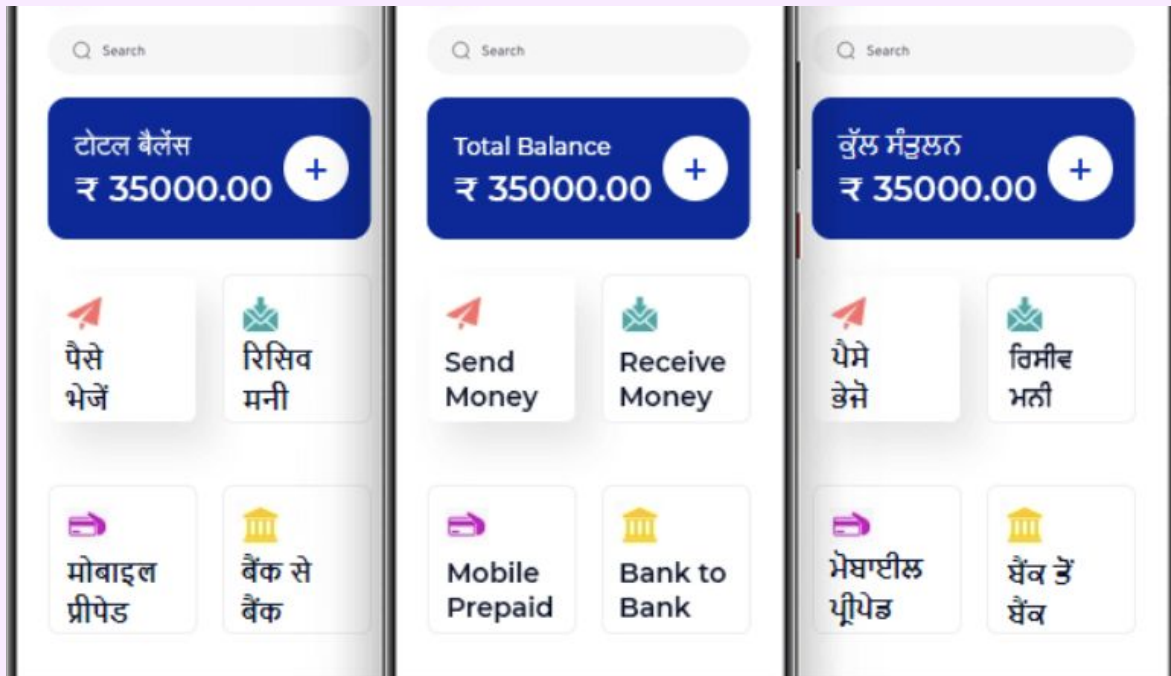 Search
टोटल बैलेंस
₹ 35000.00 +
पैसे
भेजें
रिसिव
मनी
मोबाइल
प्रीपेड
बैंक से
बैंक
Search
Total Balance
₹ 35000.00 +
Send
Money
Receive
Money
Mobile
Prepaid
Bank to
Bank
Search
ਕੁੱਲ ਸੰਤੁਲਨ
₹ 35000.00 +
ਪੈਸੇ
ਭੇਜੋ
ਰਿਸੀਵ
ਮਨੀ
ਮੋਬਾਈਲ
ਪ੍ਰੀਪੇਡ
ਬੈਂਕ ਤੋਂ
ਬੈਂਕ